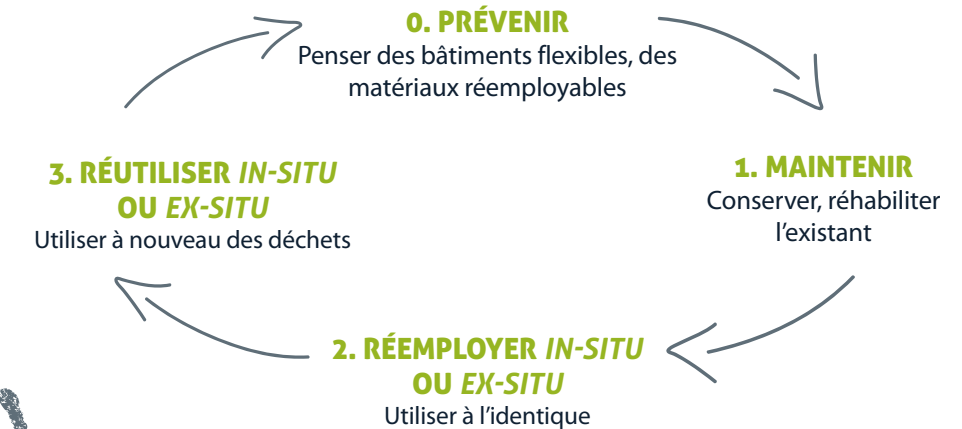 0. PRÉVENIR
Penser des bâtiments flexibles, des
matériaux réemployables
1. MAINTENIR
Conserver, réhabiliter
l'existant
2. RÉEMPLOYER IN-SITU
OU EX-SITU
Utiliser à l'identique
3. RÉUTILISER IN-SITU
OU EX-SITU
Utiliser à nouveau des déchets